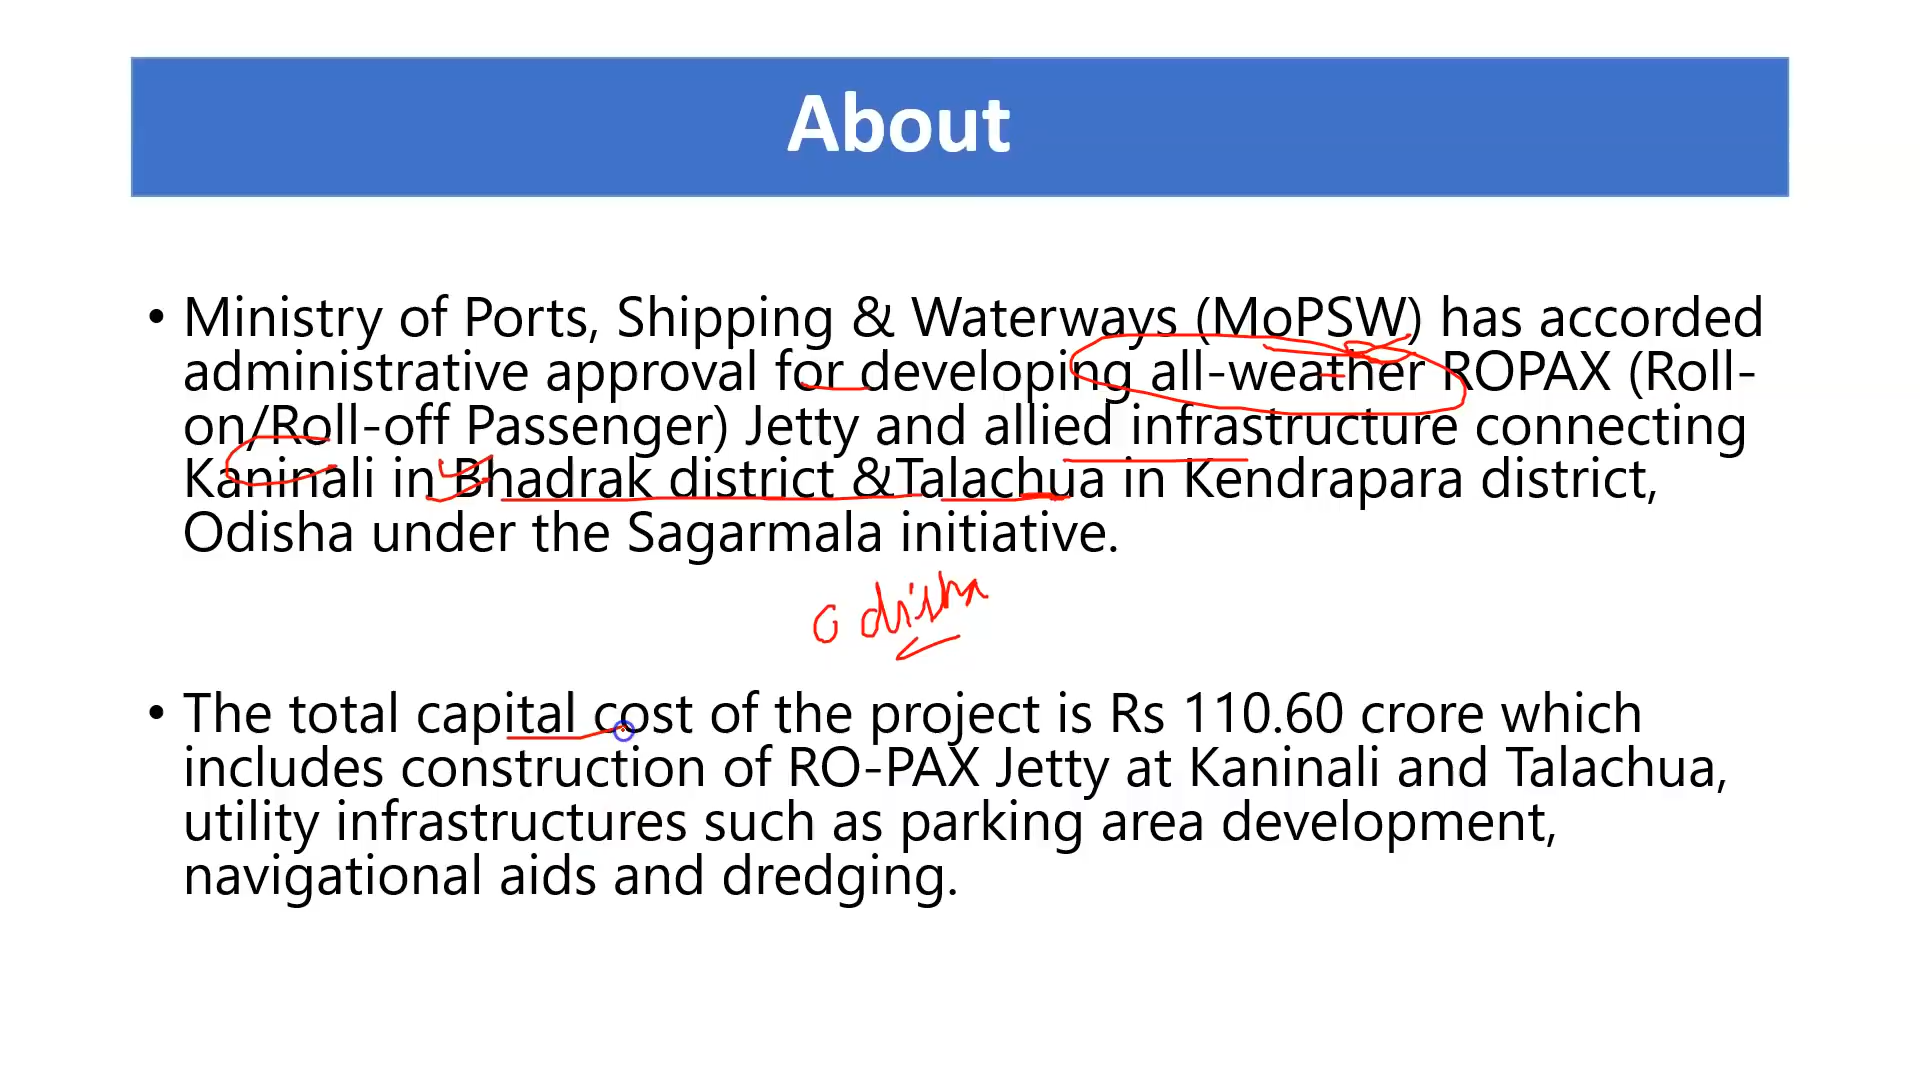 About
• Ministry of Ports, Shipping & Waterways (MoPSW) has accorded
administrative approval for developing all-weather ROPAX (Roll-
on/Roll-off Passenger) Jetty and allied infrastructure connecting
Kaninali in Bhadrak district &Talachua in Kendrapara district,
Odisha under the Sagarmala initiative.
odisha
• The total capital cost of the project is Rs 110.60 crore which
includes construction of RO-PAX Jetty at Kaninali and Talachua,
utility infrastructures such as parking area development,
navigational aids and dredging.